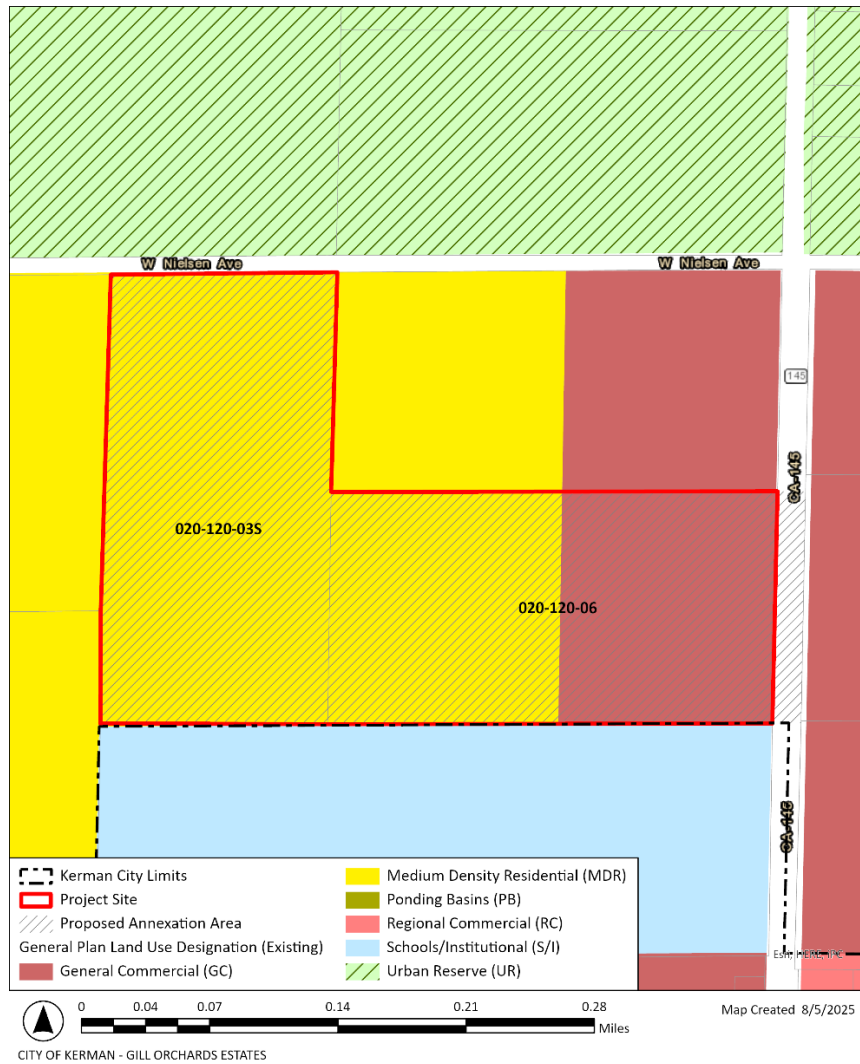 W Nielsen Ave
W Nielsen Ave
145
CA-145
020-120-03S
020-120-06
CA-145
Kerman City Limits
Project Site
Proposed Annexation Area
General Plan Land Use Designation (Existing)
General Commercial (GC)
Medium Density Residential (MDR)
Ponding Basins (PB)
Regional Commercial (RC)
Schools/Institutional (S/I)
Urban Reserve (UR)
Esri, HERE, iPC
0 0.04 0.07 0.14 0.21 0.28
Miles
Map Created 8/5/2025
CITY OF KERMAN - GILL ORCHARDS ESTATES